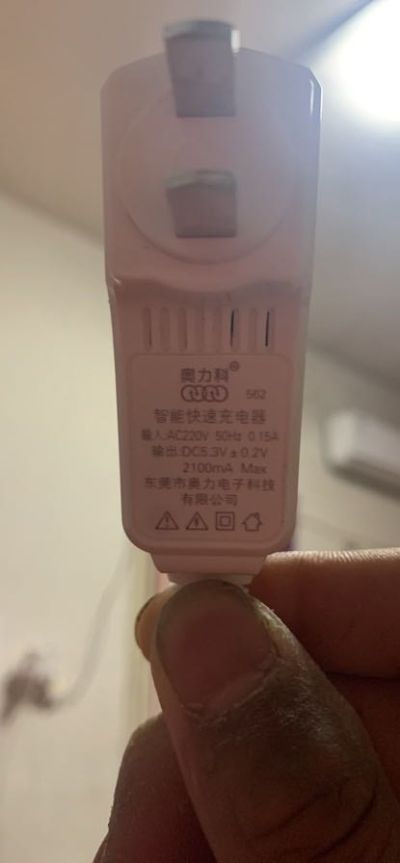 奥力科®
562
智能快速充电器
输入:AC220V 50Hz 0.15A
输出:DC5.3V±0.2V
2100mA Max
东莞市奥力电子科技
有限公司